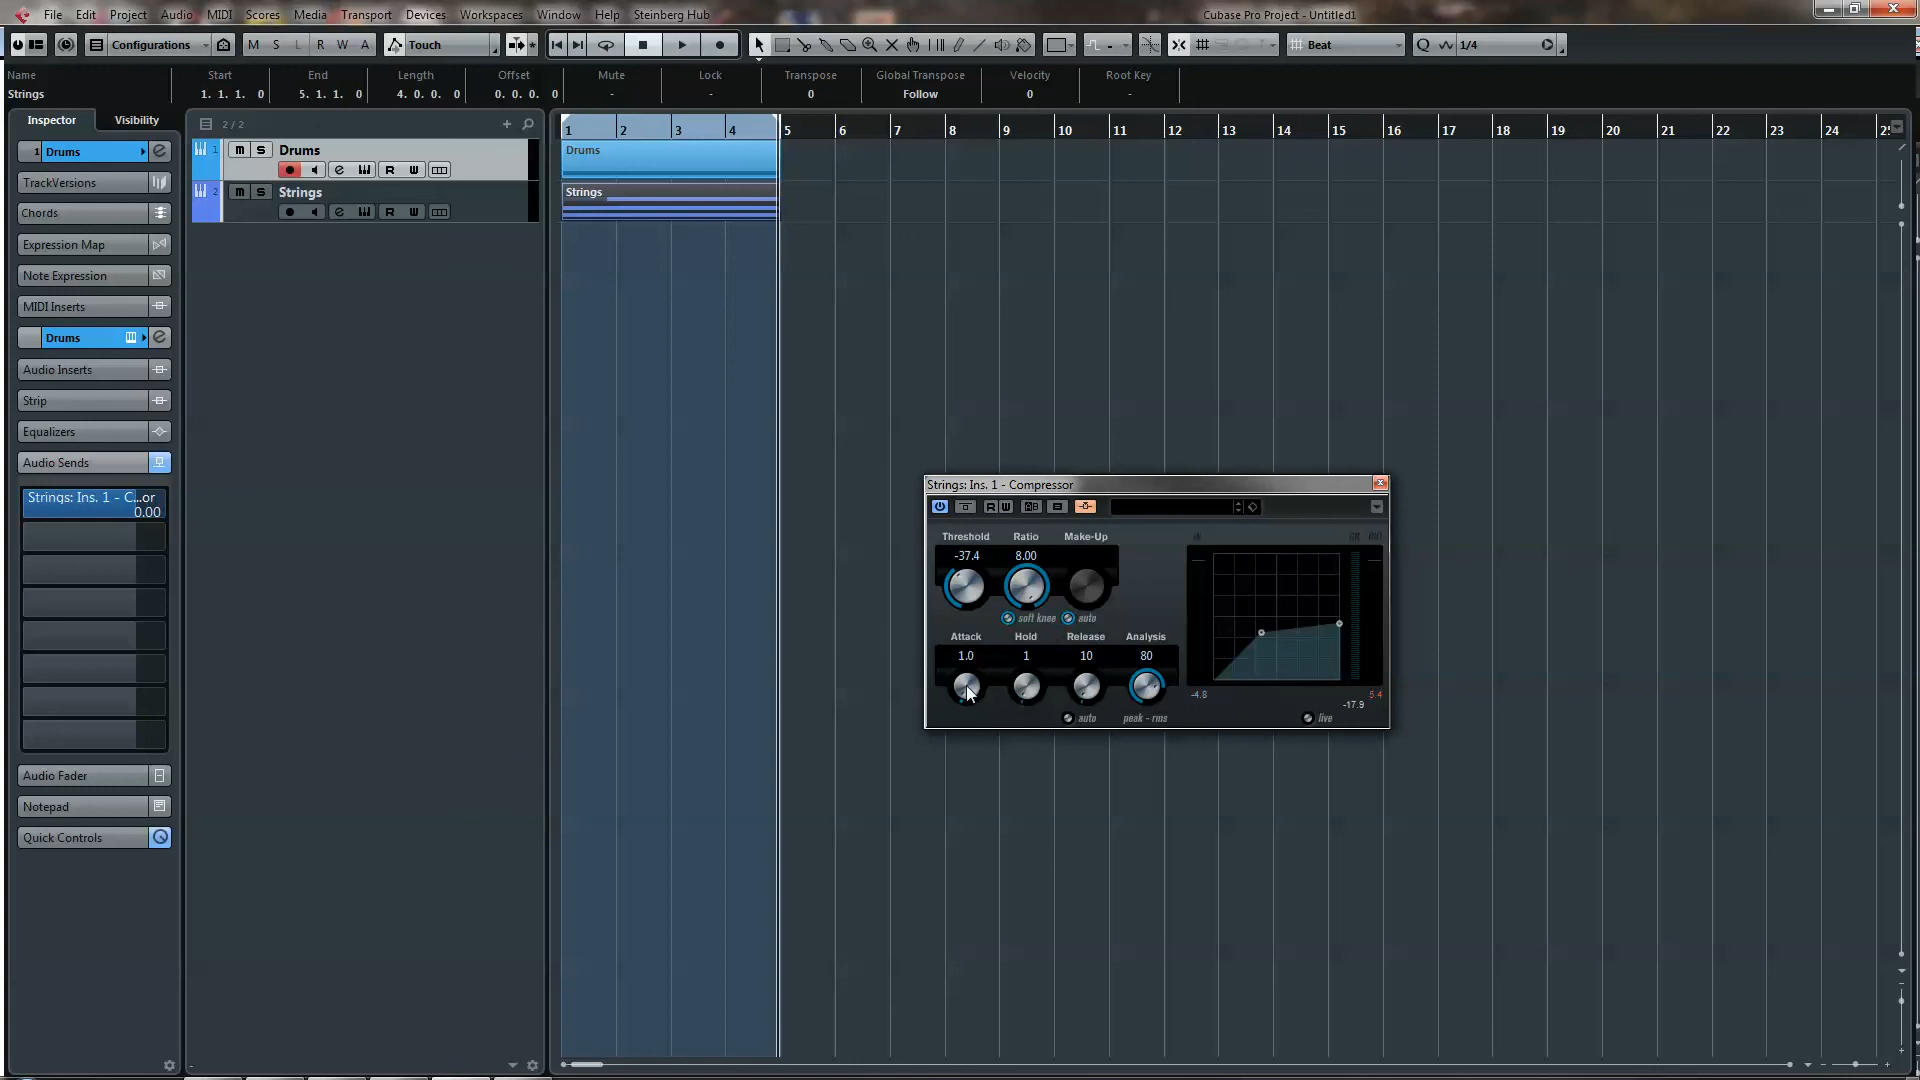 File Edit Project Audio MIDI Scores Media Transport Devices Workspaces Window Help Steinberg Hub Cubase Pro Project - Untitled1
Configurations M S L R W A Touch Beat Q 1/4
Name Start End Length Offset Mute Lock Transpose Global Transpose Velocity Root Key
Strings 1. 1. 1. 0 5. 1. 1. 0 4. 0. 0. 0 0. 0. 0. 0 - - 0 Follow 0 -
Inspector Visibility 2 / 2 1 2 3 4 5 6 7 8 9 10 11 12 13 14 15 16 17 18 19 20 21 22 23 24
1 Drums e 1 m S Drums Drums
e R W
TrackVersions 2 m S Strings Strings
Chords e R W
Expression Map
Note Expression
MIDI Inserts
Drums e
Audio Inserts
Strip
Equalizers
Audio Sends
Strings: Ins. 1 - C...or
0.00
Audio Fader
Notepad
Quick Controls
Strings: Ins. 1 - Compressor
R W
Threshold Ratio Make-Up IN GR
-37.4 8.00
soft knee auto
Attack Hold Release Analysis
1.0 1 10 80
-4.8 -17.9 5.4
auto peak - rms live